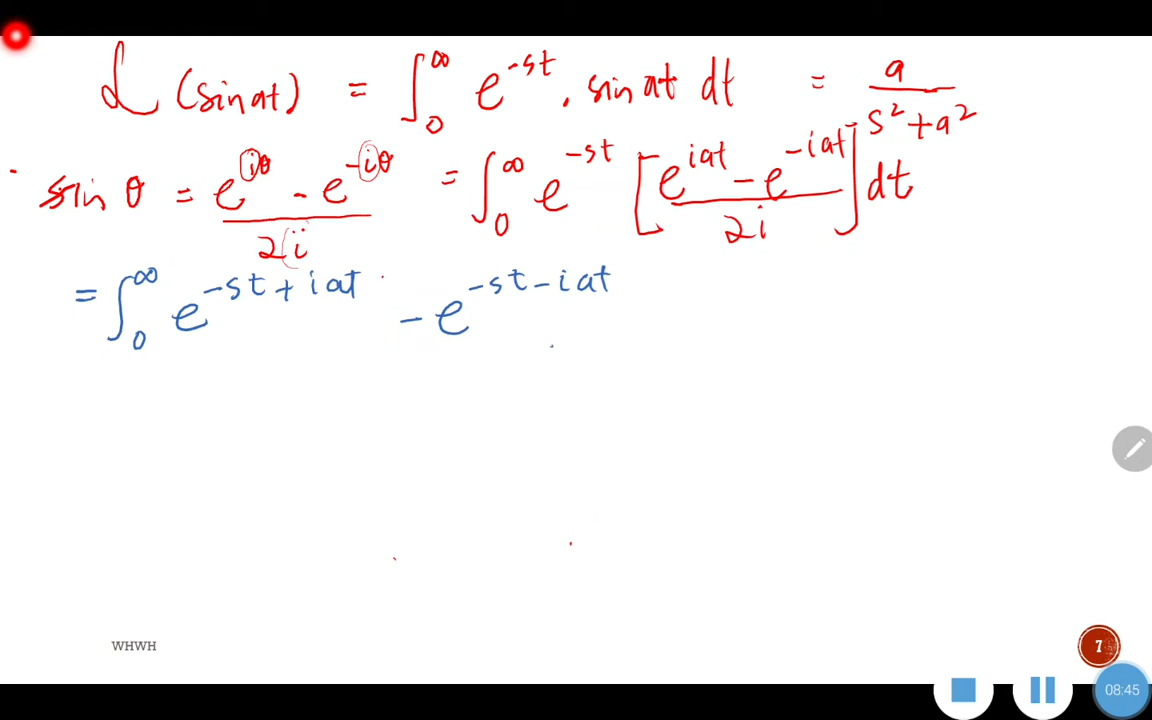 ℒ (sin at) = ∫₀^∞ e^{-st} . sin at dt = a / (s² + a²)
sin θ = (e^{iθ} - e^{-iθ}) / 2i = ∫₀^∞ e^{-st} [(e^{iat} - e^{-iat}) / 2i] dt
= ∫₀^∞ e^{-st + iat} - e^{-st - iat}
WHWH
7
08:45